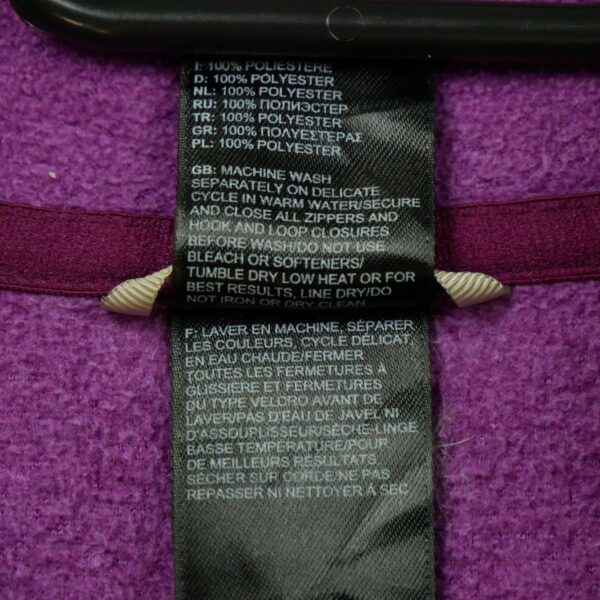 I: 100% POLIESTERE
D: 100% POLYESTER
NL: 100% POLYESTER
RU: 100% ПОЛИЭСТЕР
TR: 100% POLYESTER
GR: 100% ΠΟΛΥΕΣΤΕΡΑΣ
PL: 100% POLYESTER
GB: MACHINE WASH
SEPARATELY ON DELICATE
CYCLE IN WARM WATER/SECURE
AND CLOSE ALL ZIPPERS AND
HOOK AND LOOP CLOSURES
BEFORE WASH/DO NOT USE
BLEACH OR SOFTENERS/
TUMBLE DRY LOW HEAT OR FOR
BEST RESULTS, LINE DRY/DO
NOT IRON OR DRY CLEAN
F: LAVER EN MACHINE, SÉPARER
LES COULEURS, CYCLE DÉLICAT,
EN EAU CHAUDE/FERMER
TOUTES LES FERMETURES À
GLISSIÈRE ET FERMETURES
DU TYPE VELCRO AVANT DE
LAVER/PAS D'EAU DE JAVEL NI
D'ASSOUPLISSEUR/SÈCHE-LINGE
BASSE TEMPÉRATURE/POUR
DE MEILLEURS RÉSULTATS,
SÉCHER SUR CORDE/NE PAS
REPASSER NI NETTOYER À SEC